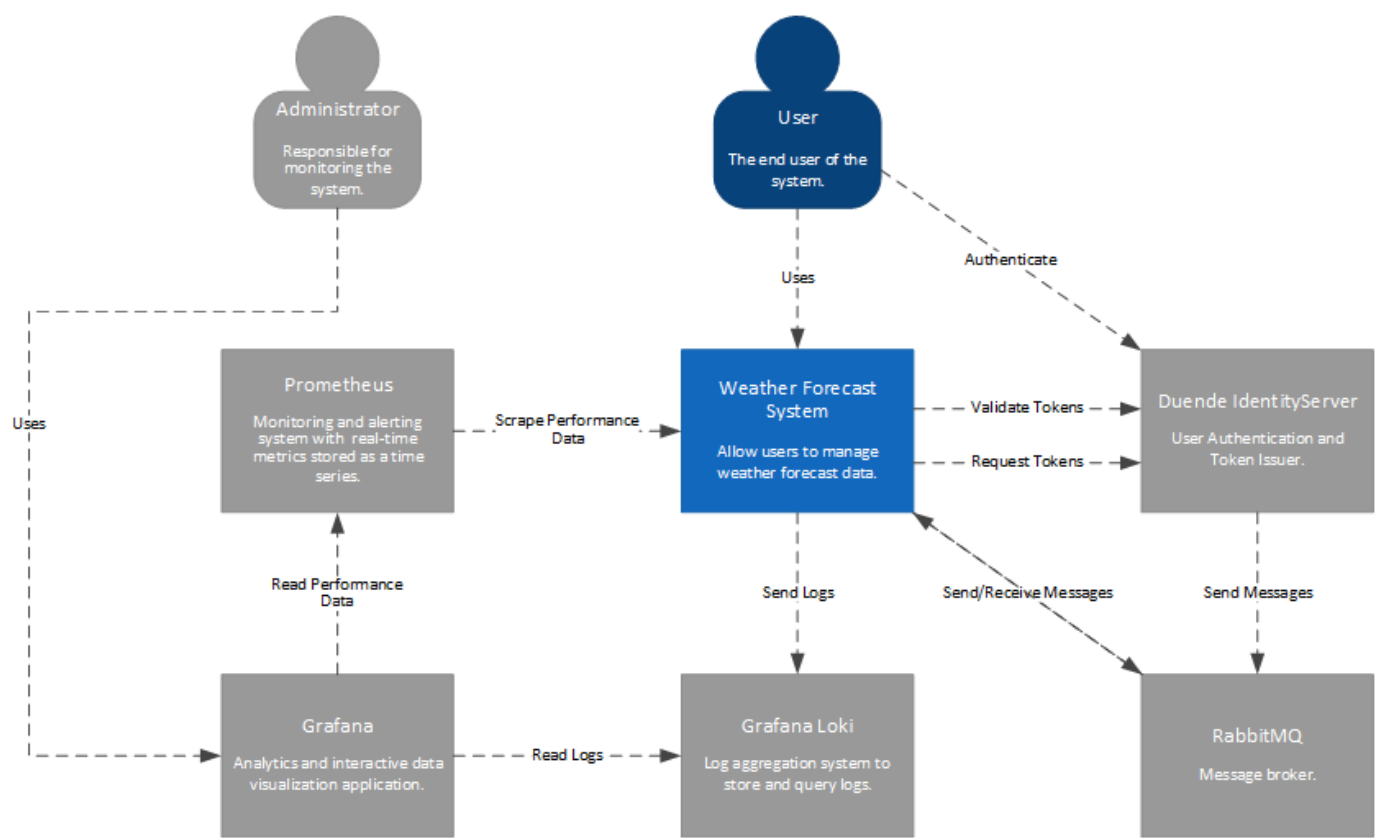 Administrator
Responsible for
monitoring the
system.
User
The end user of the
system.
Authenticate
Uses
Uses
Prometheus
Monitoring and alerting
system with real-time
metrics stored as a time
series.
Scrape Performance
Data
Weather Forecast
System
Allow users to manage
weather forecast data.
Validate Tokens
Request Tokens
Duende IdentityServer
User Authentication and
Token Issuer.
Read Performance
Data
Send Logs
Send/Receive Messages
Send Messages
Grafana
Analytics and interactive data
visualization application.
Read Logs
Grafana Loki
Log aggregation system to
store and query logs.
RabbitMQ
Message broker.